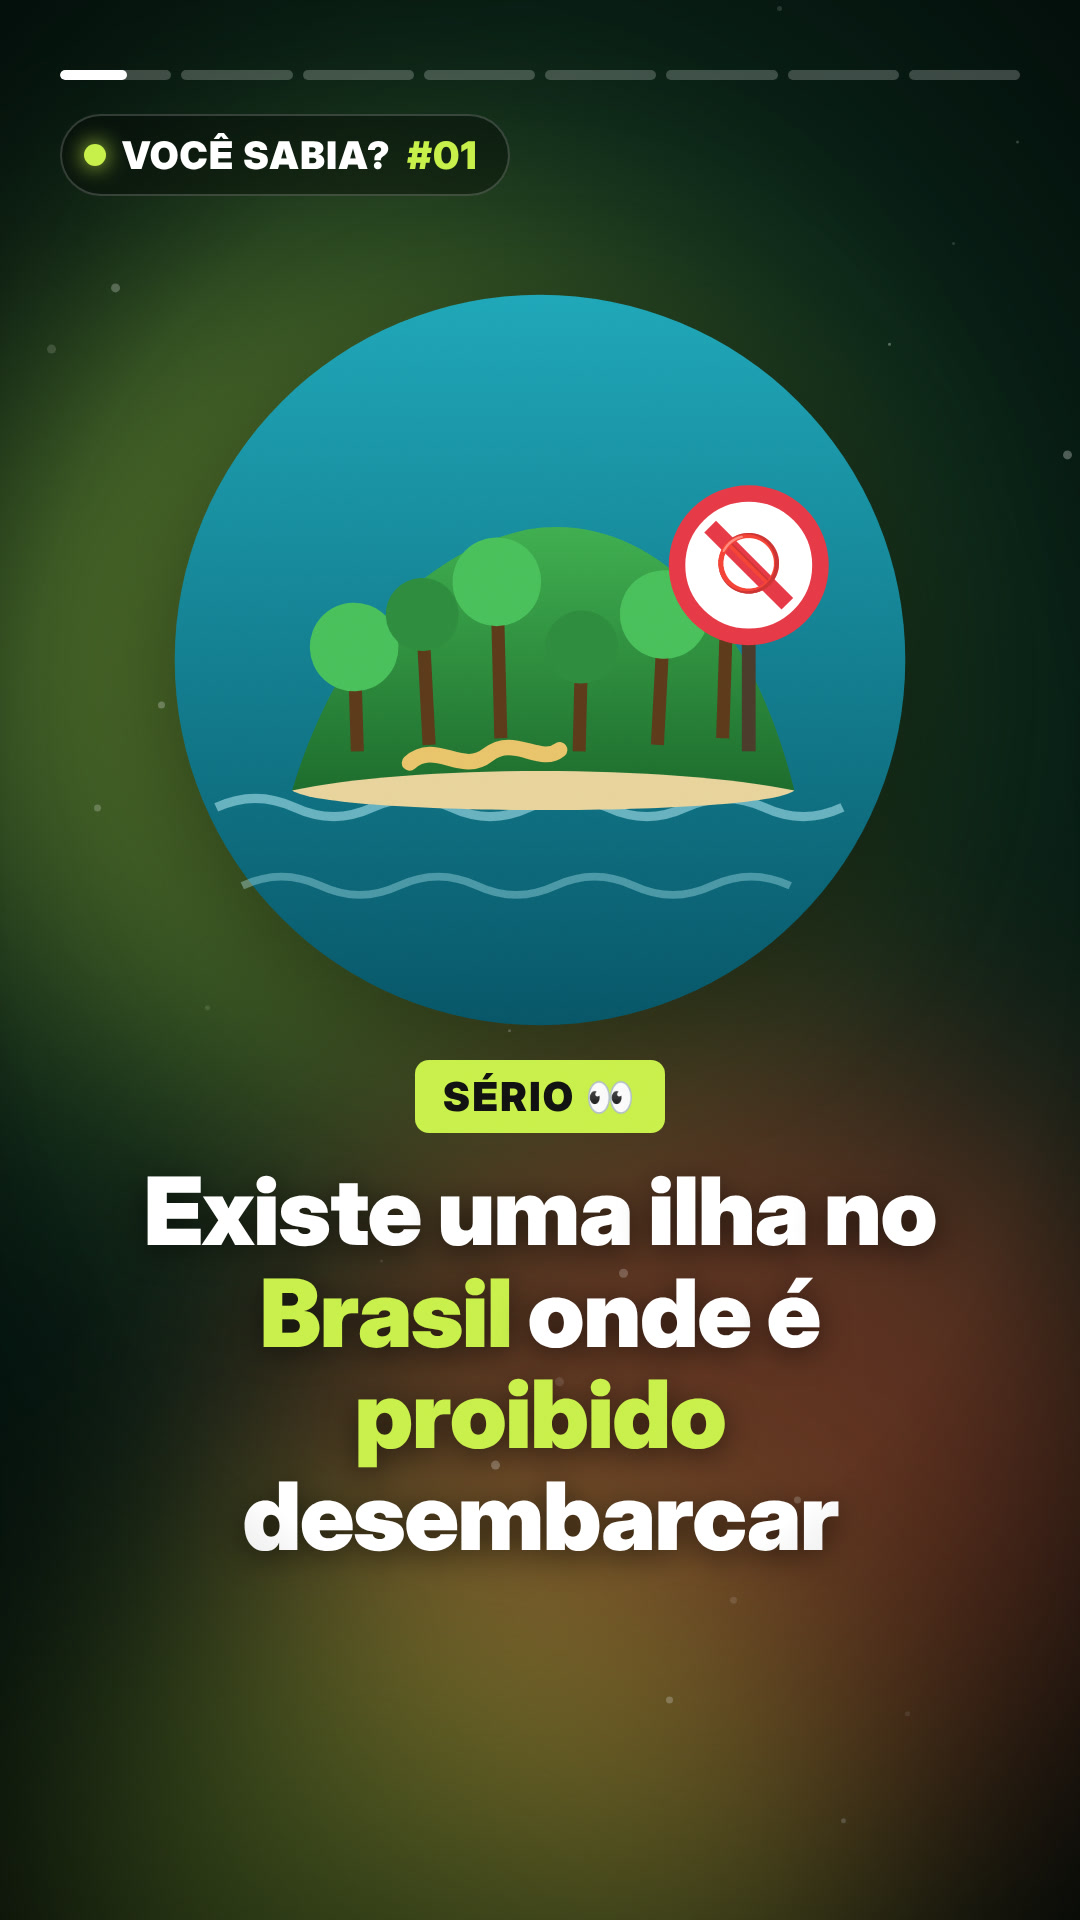 VOCÊ SABIA? #01
SÉRIO 👀
Existe uma ilha no
Brasil onde é
proibido
desembarcar